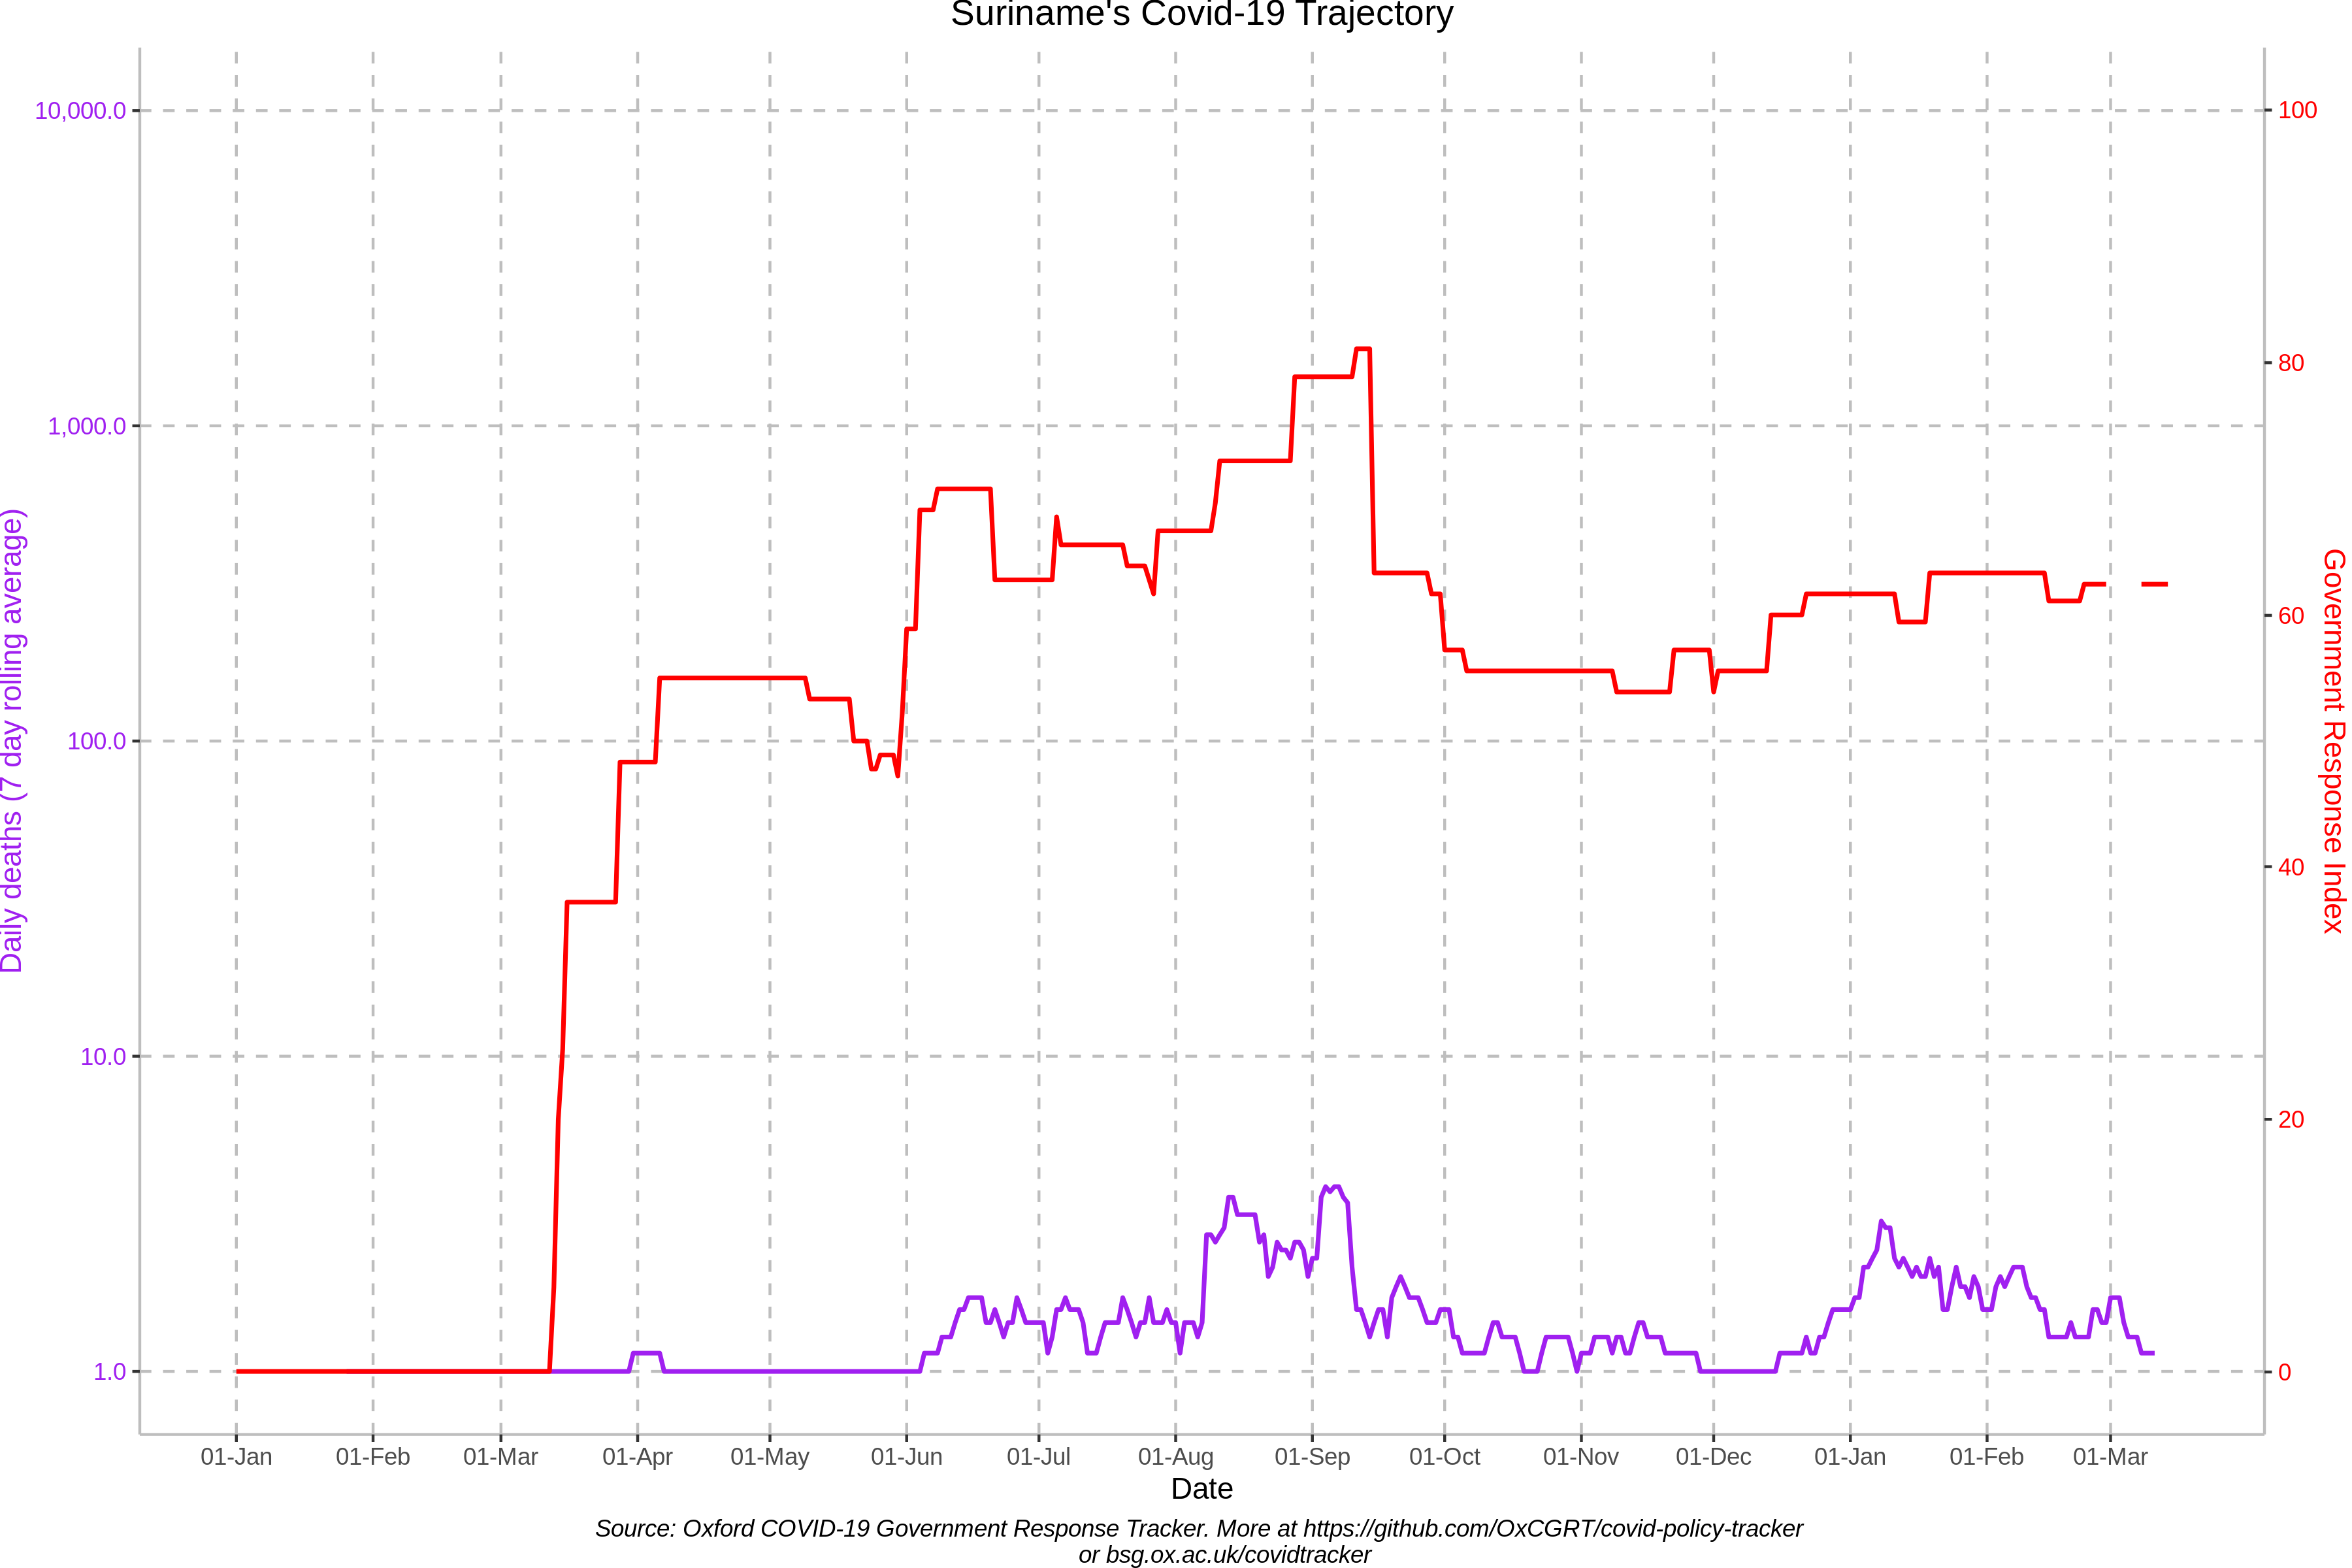 Suriname's Covid-19 Trajectory
10,000.0
1,000.0
100.0
10.0
1.0
Daily deaths (7 day rolling average)
100
80
60
40
20
0
Government Response Index
01-Jan 01-Feb 01-Mar 01-Apr 01-May 01-Jun 01-Jul 01-Aug 01-Sep 01-Oct 01-Nov 01-Dec 01-Jan 01-Feb 01-Mar
Date
Source: Oxford COVID-19 Government Response Tracker. More at https://github.com/OxCGRT/covid-policy-tracker
or bsg.ox.ac.uk/covidtracker